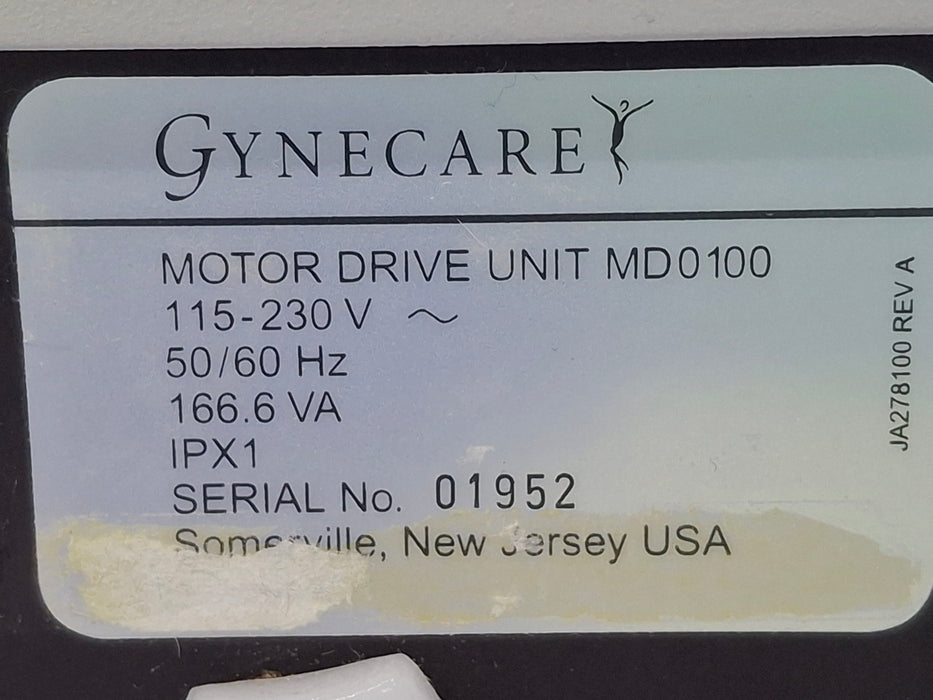 GYNECARE
MOTOR DRIVE UNIT MD0100
115-230 V ~
50/60 Hz
166.6 VA
IPX1
SERIAL No. 01952
Somerville, New Jersey USA
JA278100 REV A